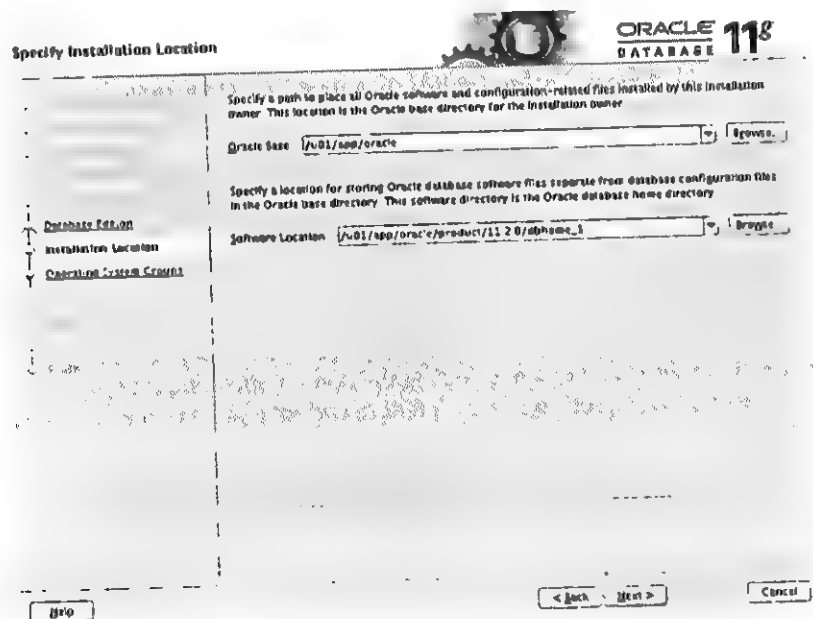 Specify Installation Location
ORACLE
DATABASE
11g
Specify a path to place all Oracle software and configuration-related files installed by this installation
owner. This location is the Oracle base directory for the installation owner
Oracle Base /u01/app/oracle Browse.
Specify a location for storing Oracle database software files separate from database configuration files
in the Oracle base directory. This software directory is the Oracle database home directory
Database Edition
Installation Location
Software Location /u01/app/oracle/product/11 2 0/dbhome_1 Browse
Operating System Groups
Help
< Back
Next >
Cancel